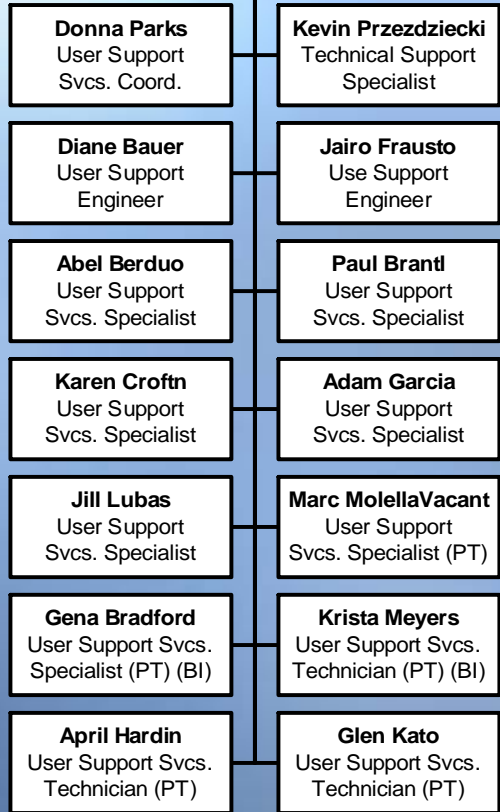 Donna Parks
User Support
Svcs. Coord.
Kevin Przezdziecki
Technical Support
Specialist
Diane Bauer
User Support
Engineer
Jairo Frausto
Use Support
Engineer
Abel Berduo
User Support
Svcs. Specialist
Paul Brantl
User Support
Svcs. Specialist
Karen Croftn
User Support
Svcs. Specialist
Adam Garcia
User Support
Svcs. Specialist
Jill Lubas
User Support
Svcs. Specialist
Marc MolellaVacant
User Support
Svcs. Specialist (PT)
Gena Bradford
User Support Svcs.
Specialist (PT) (BI)
Krista Meyers
User Support Svcs.
Technician (PT) (BI)
April Hardin
User Support Svcs.
Technician (PT)
Glen Kato
User Support Svcs.
Technician (PT)